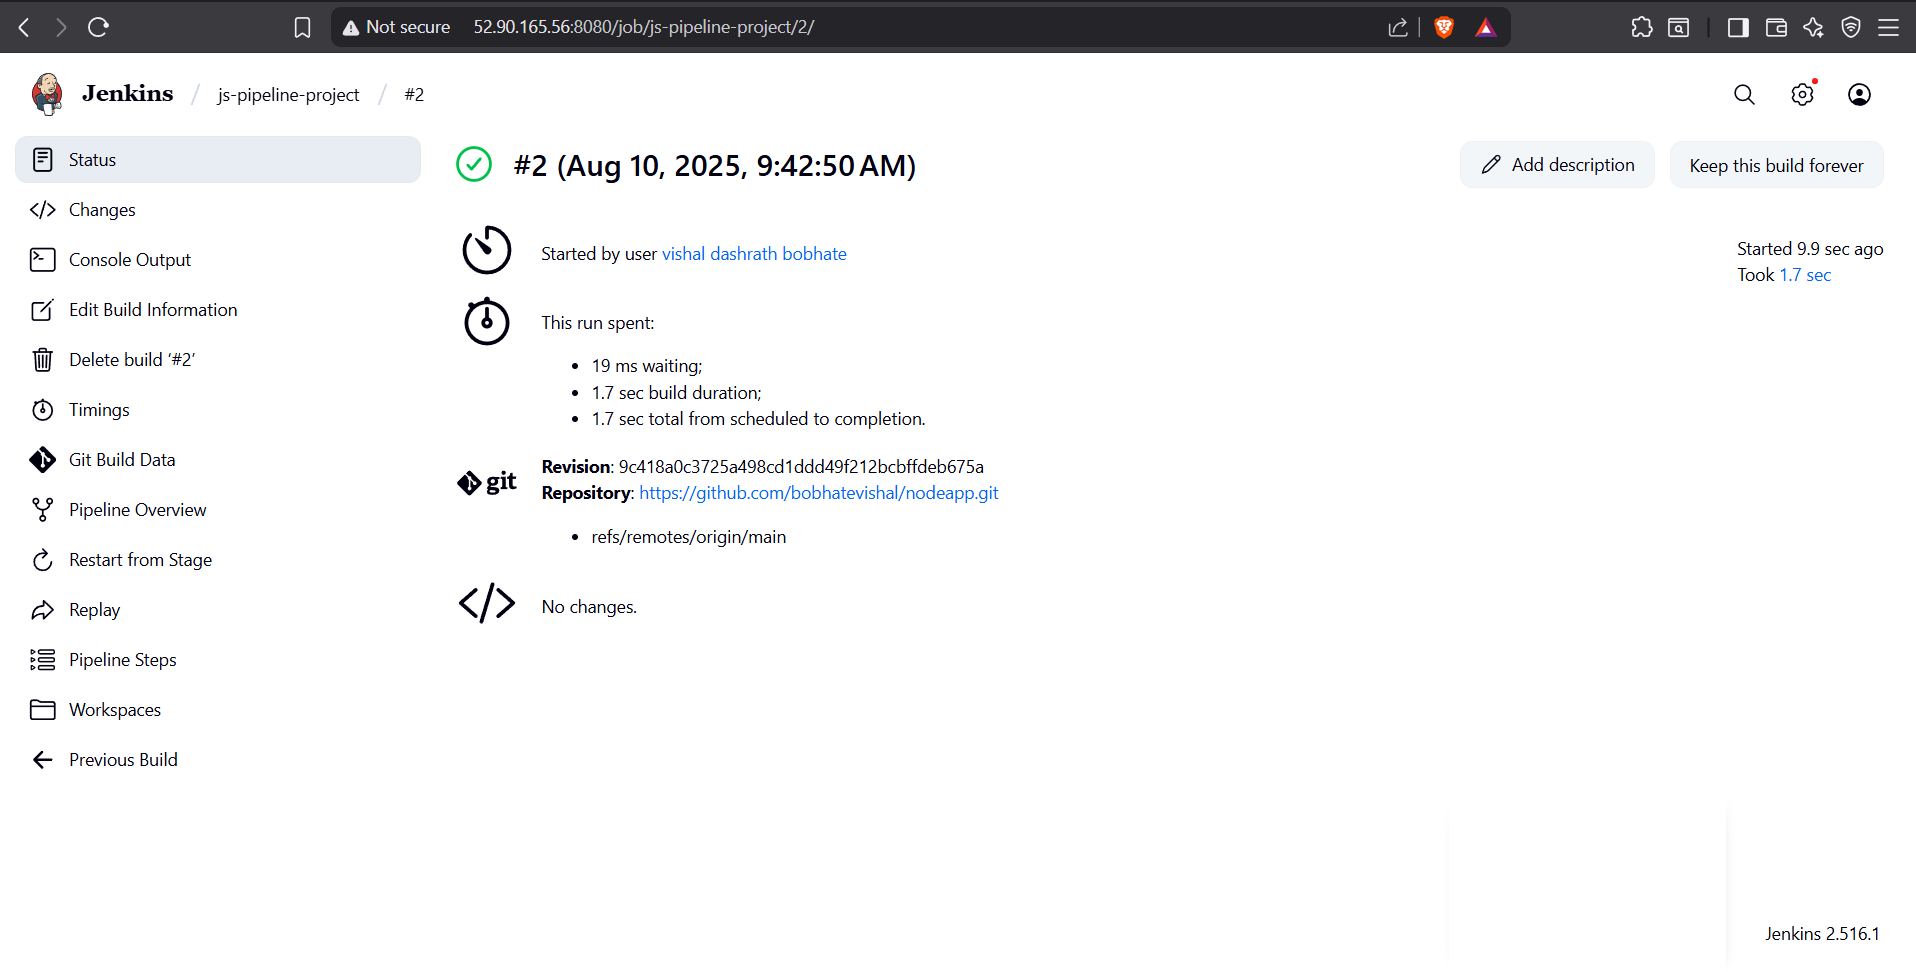 Not secure 52.90.165.56:8080/job/js-pipeline-project/2/
Jenkins / js-pipeline-project / #2
Status
Changes
Console Output
Edit Build Information
Delete build ‘#2’
Timings
Git Build Data
Pipeline Overview
Restart from Stage
Replay
Pipeline Steps
Workspaces
Previous Build
#2 (Aug 10, 2025, 9:42:50 AM)
Add description
Keep this build forever
Started by user vishal dashrath bobhate
Started 9.9 sec ago
Took 1.7 sec
This run spent:
• 19 ms waiting;
• 1.7 sec build duration;
• 1.7 sec total from scheduled to completion.
git
Revision: 9c418a0c3725a498cd1ddd49f212bcbffdeb675a
Repository: https://github.com/bobhatevishal/nodeapp.git
• refs/remotes/origin/main
No changes.
Jenkins 2.516.1